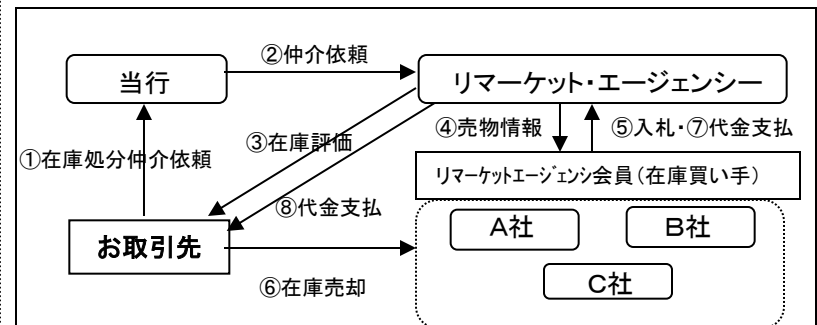 ②仲介依頼
当行
リマーケット・エージェンシー
③在庫評価
④売物情報
⑤入札・⑦代金支払
①在庫処分仲介依頼
リマーケットエージェンシ会員(在庫買い手)
⑧代金支払
A社
B社
お取引先
C社
⑥在庫売却